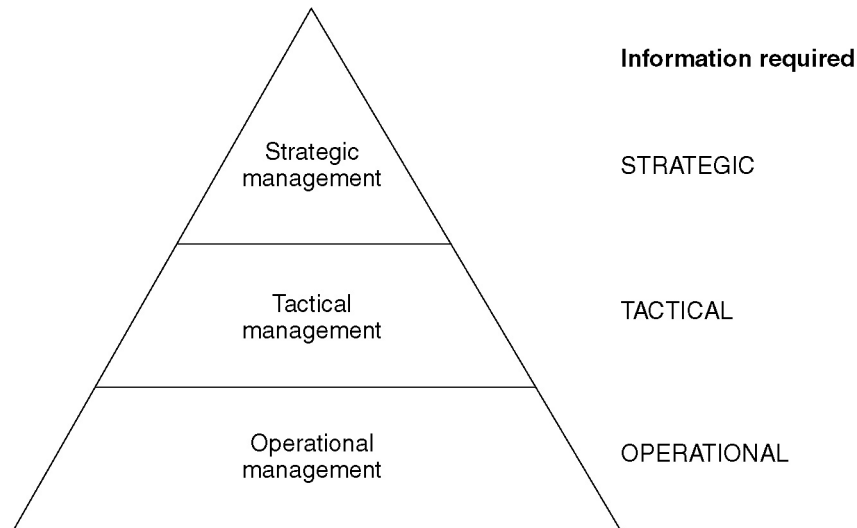 Information required
Strategic
management
STRATEGIC
Tactical
management
TACTICAL
Operational
management
OPERATIONAL